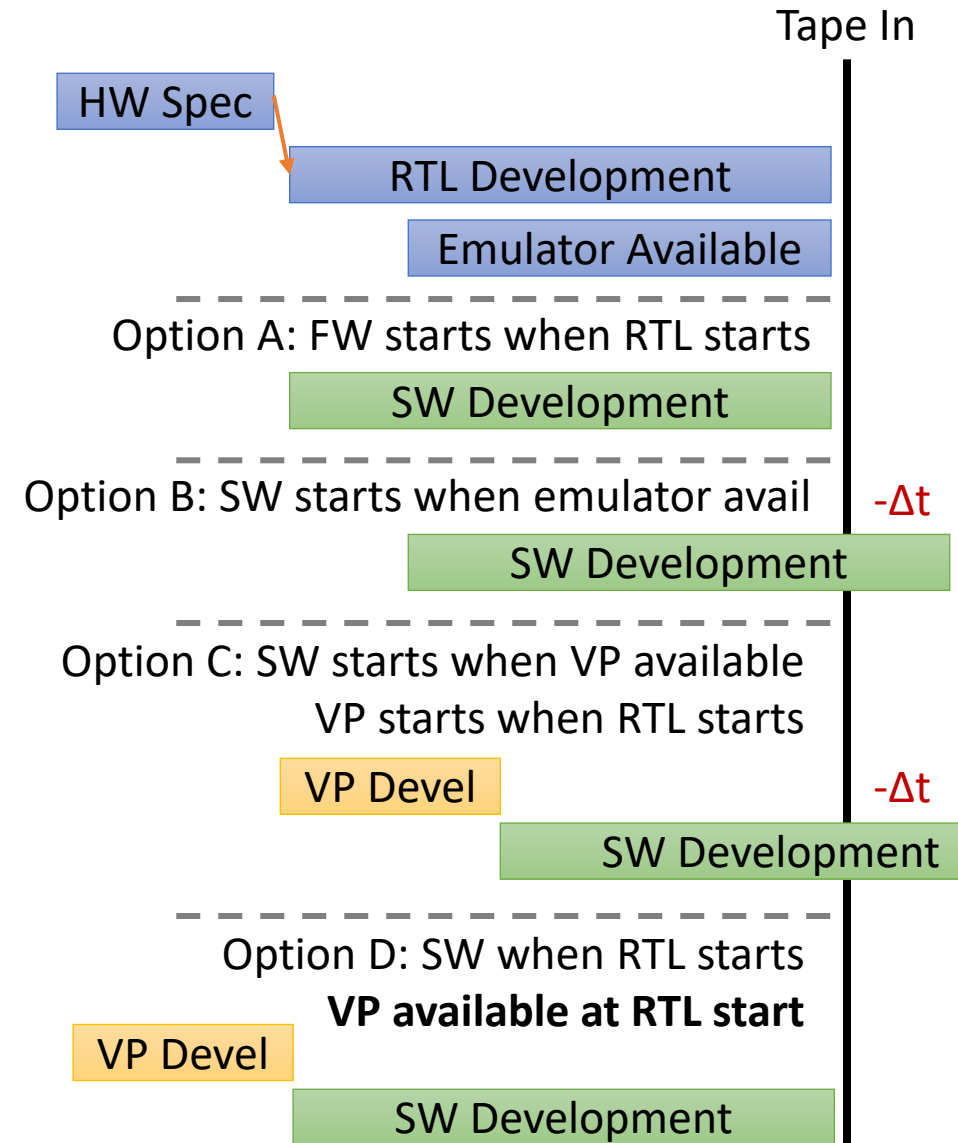 Tape In
HW Spec
RTL Development
Emulator Available
Option A: FW starts when RTL starts
SW Development
Option B: SW starts when emulator avail
-Δt
SW Development
Option C: SW starts when VP available
VP starts when RTL starts
VP Devel
-Δt
SW Development
Option D: SW when RTL starts
VP available at RTL start
VP Devel
SW Development